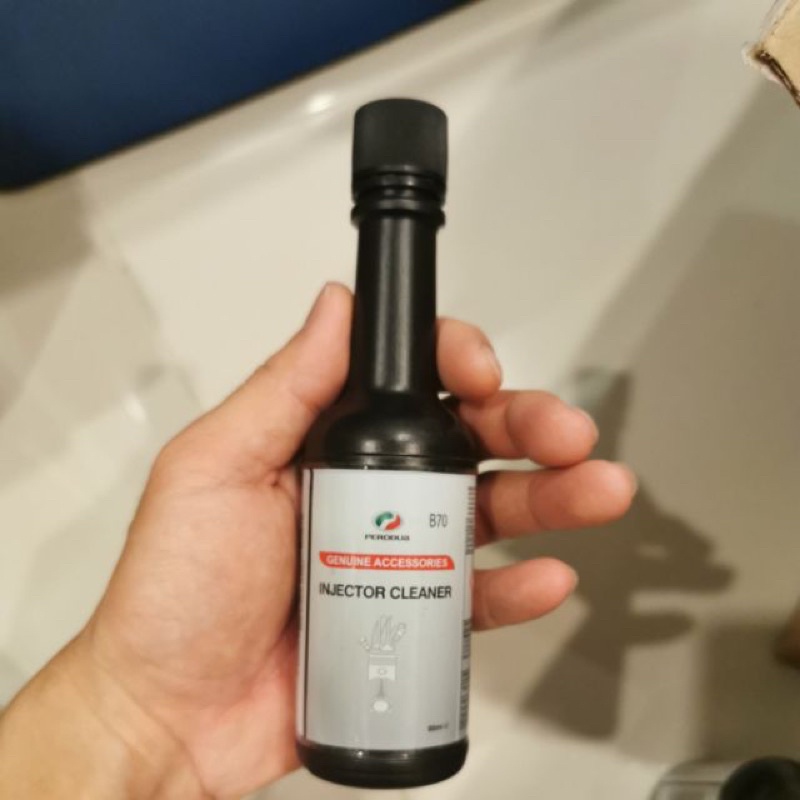 B70
PERODUA
GENUINE ACCESSORIES
INJECTOR CLEANER